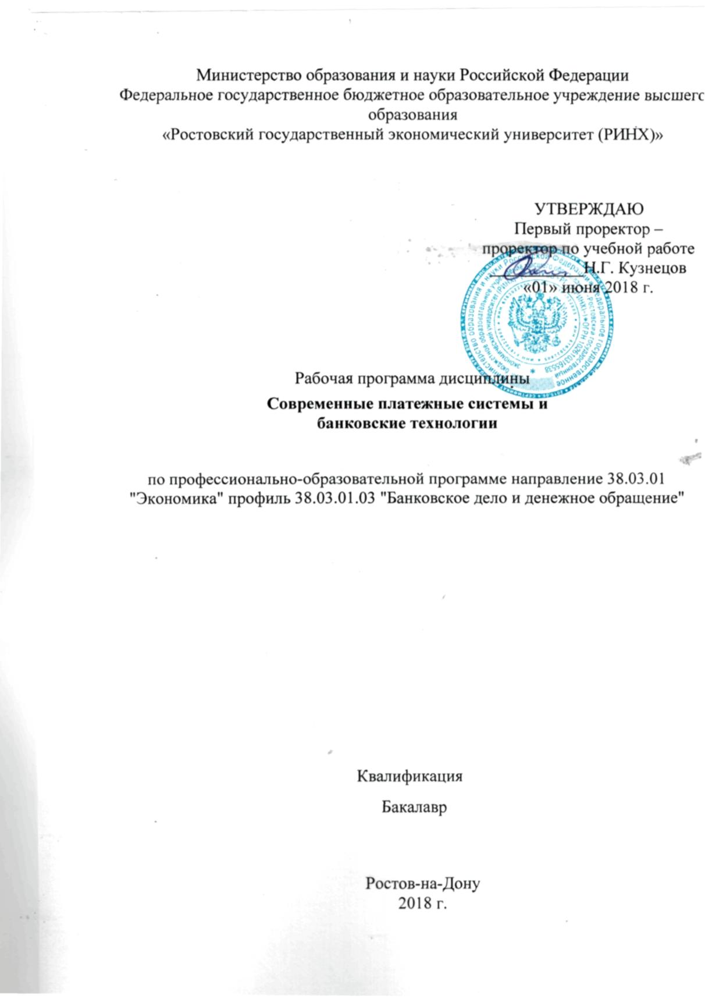 Министерство образования и науки Российской Федерации
Федеральное государственное бюджетное образовательное учреждение высшего
образования
«Ростовский государственный экономический университет (РИНХ)»
УТВЕРЖДАЮ
Первый проректор –
проректор по учебной работе
Н.Г. Кузнецов
«01» июня 2018 г.
Рабочая программа дисциплины
Современные платежные системы и
банковские технологии
по профессионально-образовательной программе направление 38.03.01
"Экономика" профиль 38.03.01.03 "Банковское дело и денежное обращение"
Квалификация
Бакалавр
Ростов-на-Дону
2018 г.